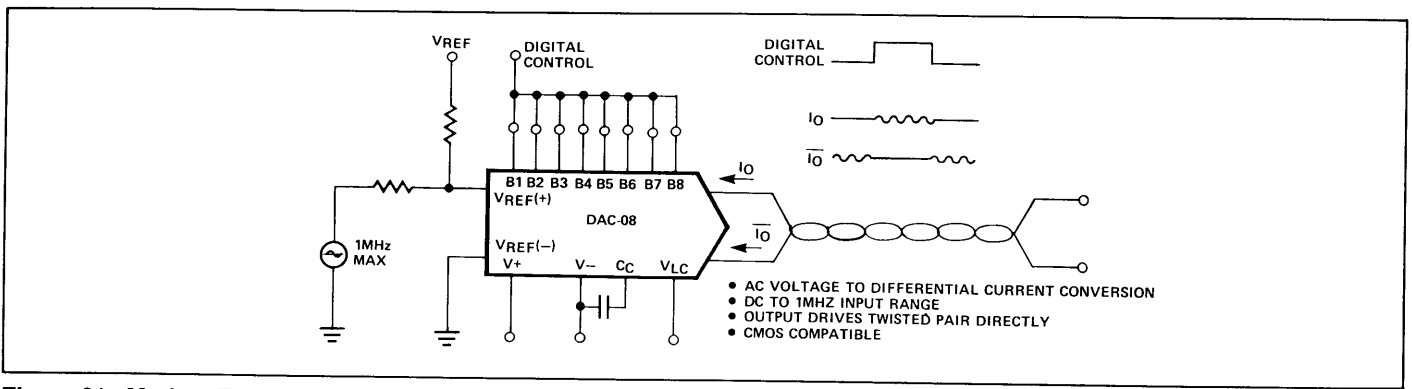 VREF
DIGITAL
CONTROL
DIGITAL
CONTROL
IO
IO
B1 B2 B3 B4 B5 B6 B7 B8
VREF(+)
DAC-08
VREF(−)
V+
V−
CC
VLC
IO
IO
1MHz
MAX
• AC VOLTAGE TO DIFFERENTIAL CURRENT CONVERSION
• DC TO 1MHZ INPUT RANGE
• OUTPUT DRIVES TWISTED PAIR DIRECTLY
• CMOS COMPATIBLE